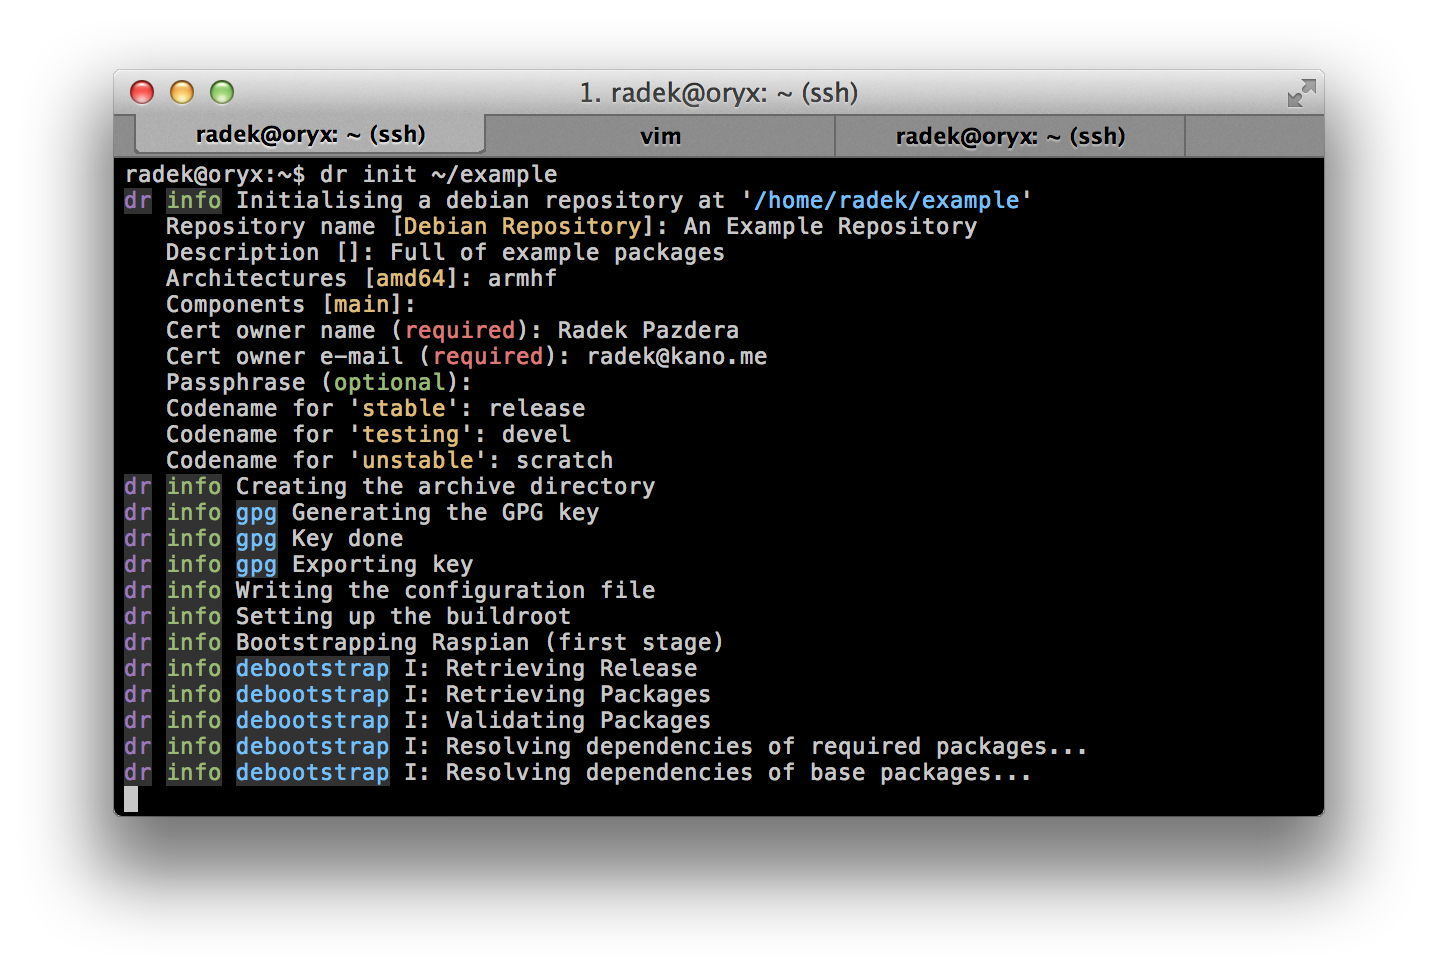 1. radek@oryx: ~ (ssh)
radek@oryx: ~ (ssh) vim radek@oryx: ~ (ssh)
radek@oryx:~$ dr init ~/example
dr info Initialising a debian repository at '/home/radek/example'
Repository name [Debian Repository]: An Example Repository
Description []: Full of example packages
Architectures [amd64]: armhf
Components [main]:
Cert owner name (required): Radek Pazdera
Cert owner e-mail (required): radek@kano.me
Passphrase (optional):
Codename for 'stable': release
Codename for 'testing': devel
Codename for 'unstable': scratch
dr info Creating the archive directory
dr info gpg Generating the GPG key
dr info gpg Key done
dr info gpg Exporting key
dr info Writing the configuration file
dr info Setting up the buildroot
dr info Bootstrapping Raspian (first stage)
dr info debootstrap I: Retrieving Release
dr info debootstrap I: Retrieving Packages
dr info debootstrap I: Validating Packages
dr info debootstrap I: Resolving dependencies of required packages...
dr info debootstrap I: Resolving dependencies of base packages...